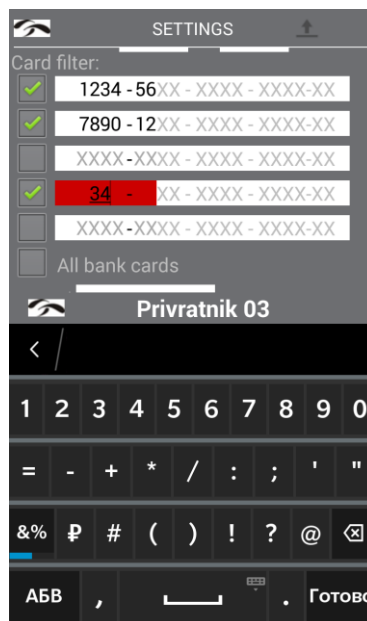 SETTINGS
Card filter:
1234 - 56XX - XXXX - XXXX-XX
7890 - 12XX - XXXX - XXXX-XX
XXXX-XXXX - XXXX - XXXX-XX
34 - XX - XXXX - XXXX-XX
XXXX-XXXX - XXXX - XXXX-XX
All bank cards
Privratnik 03
1 2 3 4 5 6 7 8 9 0
= - + * / : ; ' "
&% ₽ # ( ) ! ? @
АБВ , . Готово